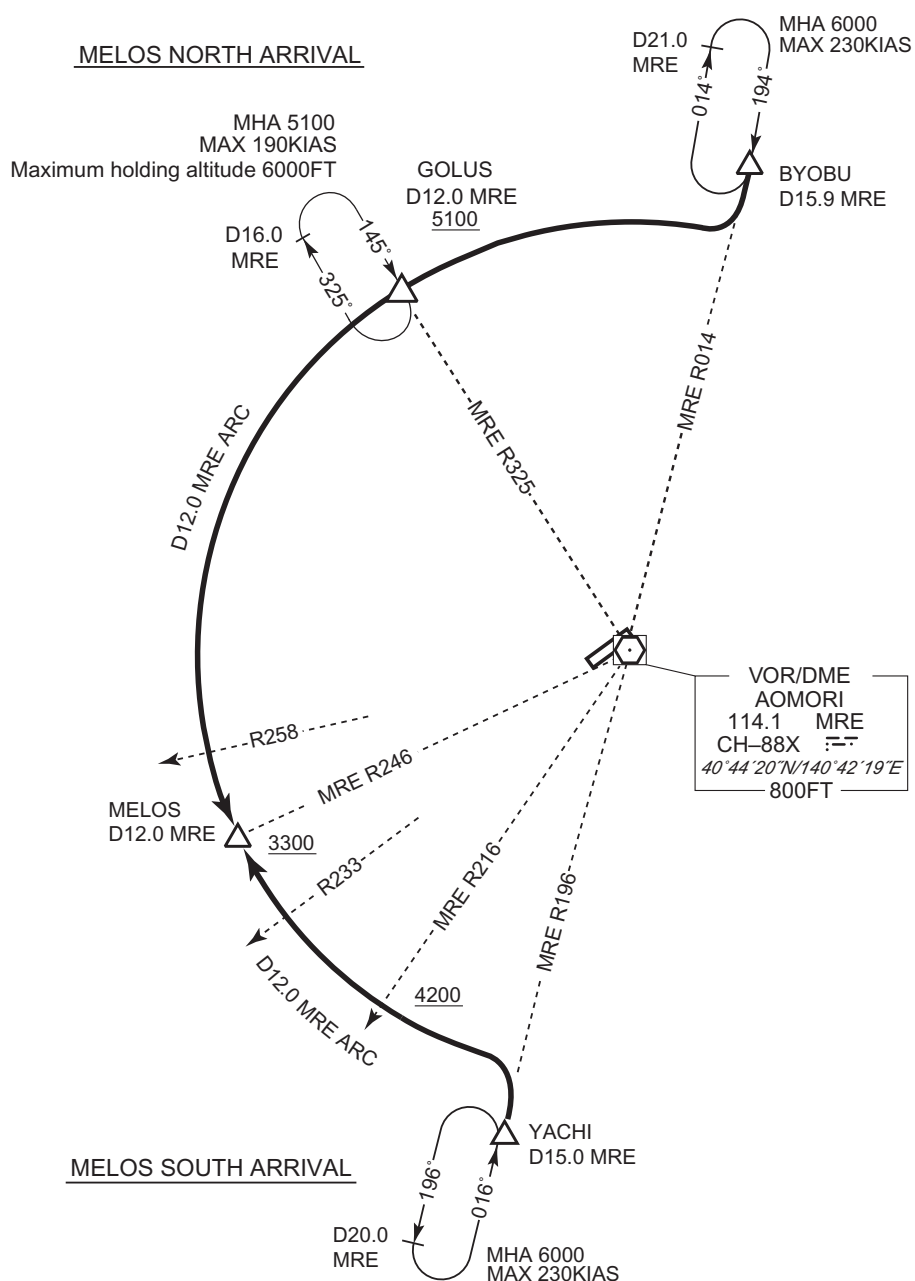 MELOS NORTH ARRIVAL
MHA 6000
MAX 230KIAS
D21.0
MRE
014°
194°
BYOBU
D15.9 MRE
MHA 5100
MAX 190KIAS
Maximum holding altitude 6000FT
GOLUS
D12.0 MRE
5100
D16.0
MRE
145°
325°
MRE R014
MRE R325
D12.0 MRE ARC
VOR/DME
AOMORI
114.1 MRE
CH–88X
40°44´20˝N/140°42´19˝E
800FT
R258
MRE R246
MELOS
D12.0 MRE
3300
R233
MRE R216
MRE R196
D12.0 MRE ARC
4200
YACHI
D15.0 MRE
MELOS SOUTH ARRIVAL
196°
016°
D20.0
MRE
MHA 6000
MAX 230KIAS